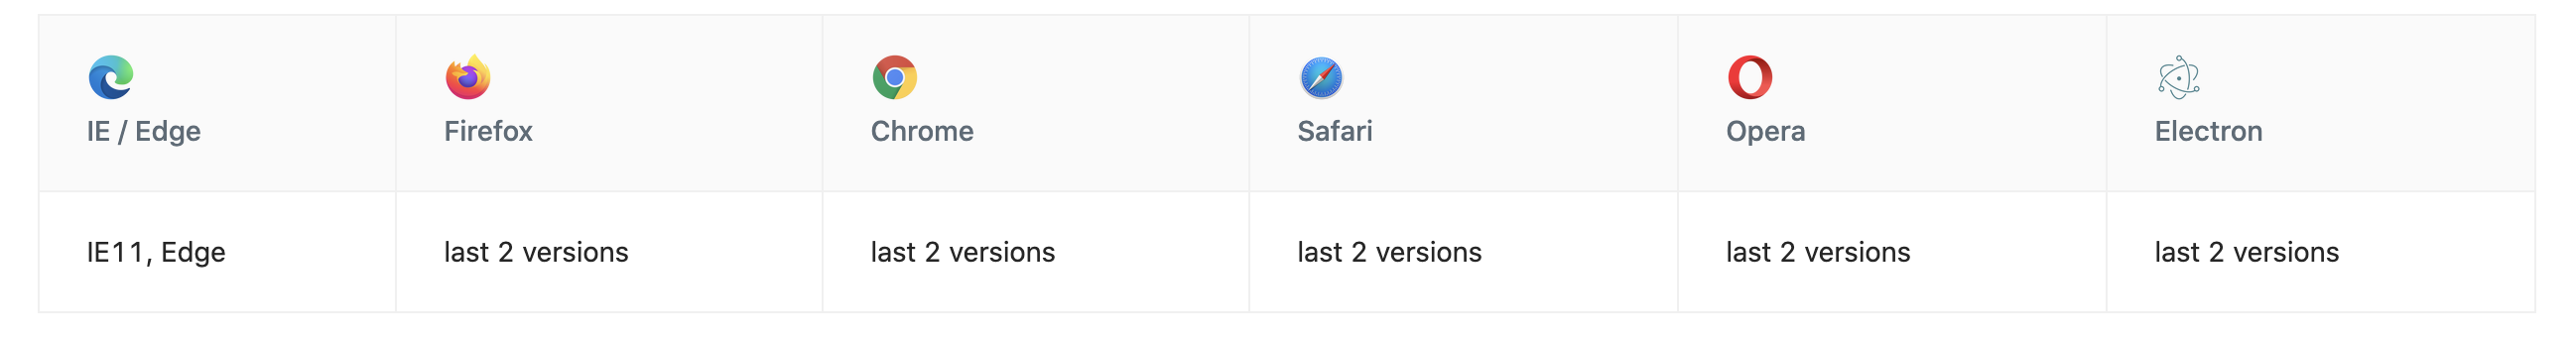 IE / Edge
Firefox
Chrome
Safari
Opera
Electron
IE11, Edge
last 2 versions
last 2 versions
last 2 versions
last 2 versions
last 2 versions